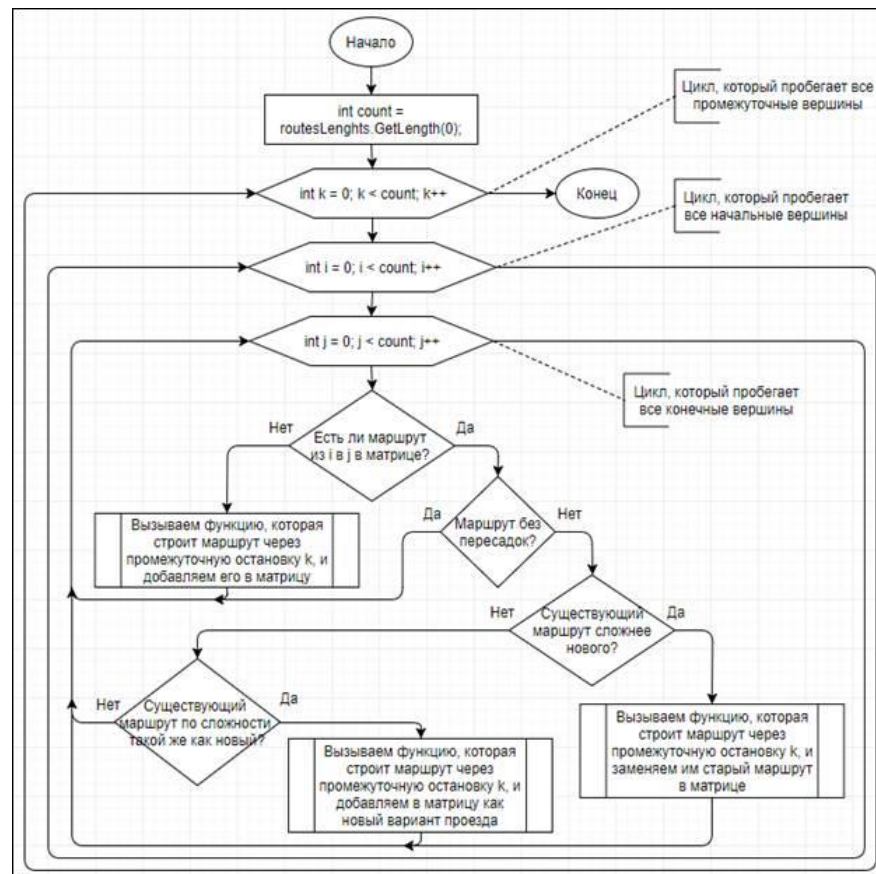 Начало
int count =
routesLenghts.GetLength(0);
Цикл, который пробегает все
промежуточные вершины
int k = 0; k < count; k++
Конец
Цикл, который пробегает
все начальные вершины
int i = 0; i < count; i++
int j = 0; j < count; j++
Цикл, который пробегает
все конечные вершины
Нет
Есть ли маршрут
из i в j в матрице?
Да
Вызываем функцию, которая
строит маршрут через
промежуточную остановку k, и
добавляем его в матрицу
Да
Маршрут без
пересадок?
Нет
Нет
Существующий
маршрут сложнее
нового?
Да
Нет
Существующий
маршрут по сложности
такой же как новый?
Да
Вызываем функцию, которая
строит маршрут через
промежуточную остановку k, и
добавляем в матрицу как
новый вариант проезда
Вызываем функцию, которая
строит маршрут через
промежуточную остановку k, и
заменяем им старый маршрут
в матрице